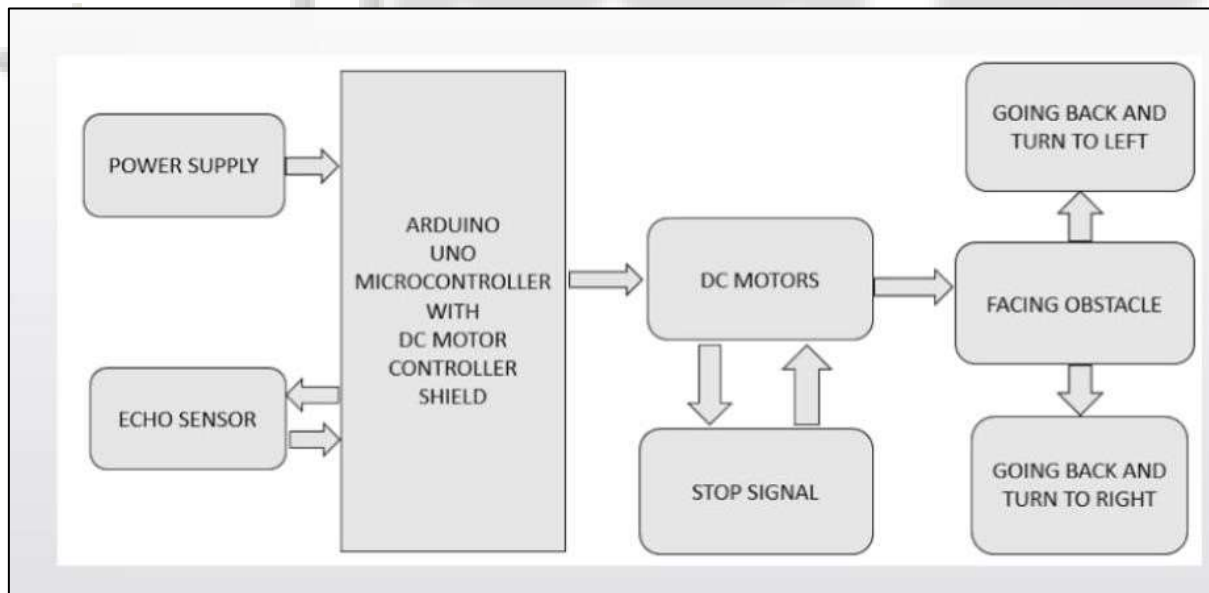 POWER SUPPLY
ECHO SENSOR
ARDUINO
UNO
MICROCONTROLLER
WITH
DC MOTOR
CONTROLLER
SHIELD
DC MOTORS
STOP SIGNAL
GOING BACK AND
TURN TO LEFT
FACING OBSTACLE
GOING BACK AND
TURN TO RIGHT